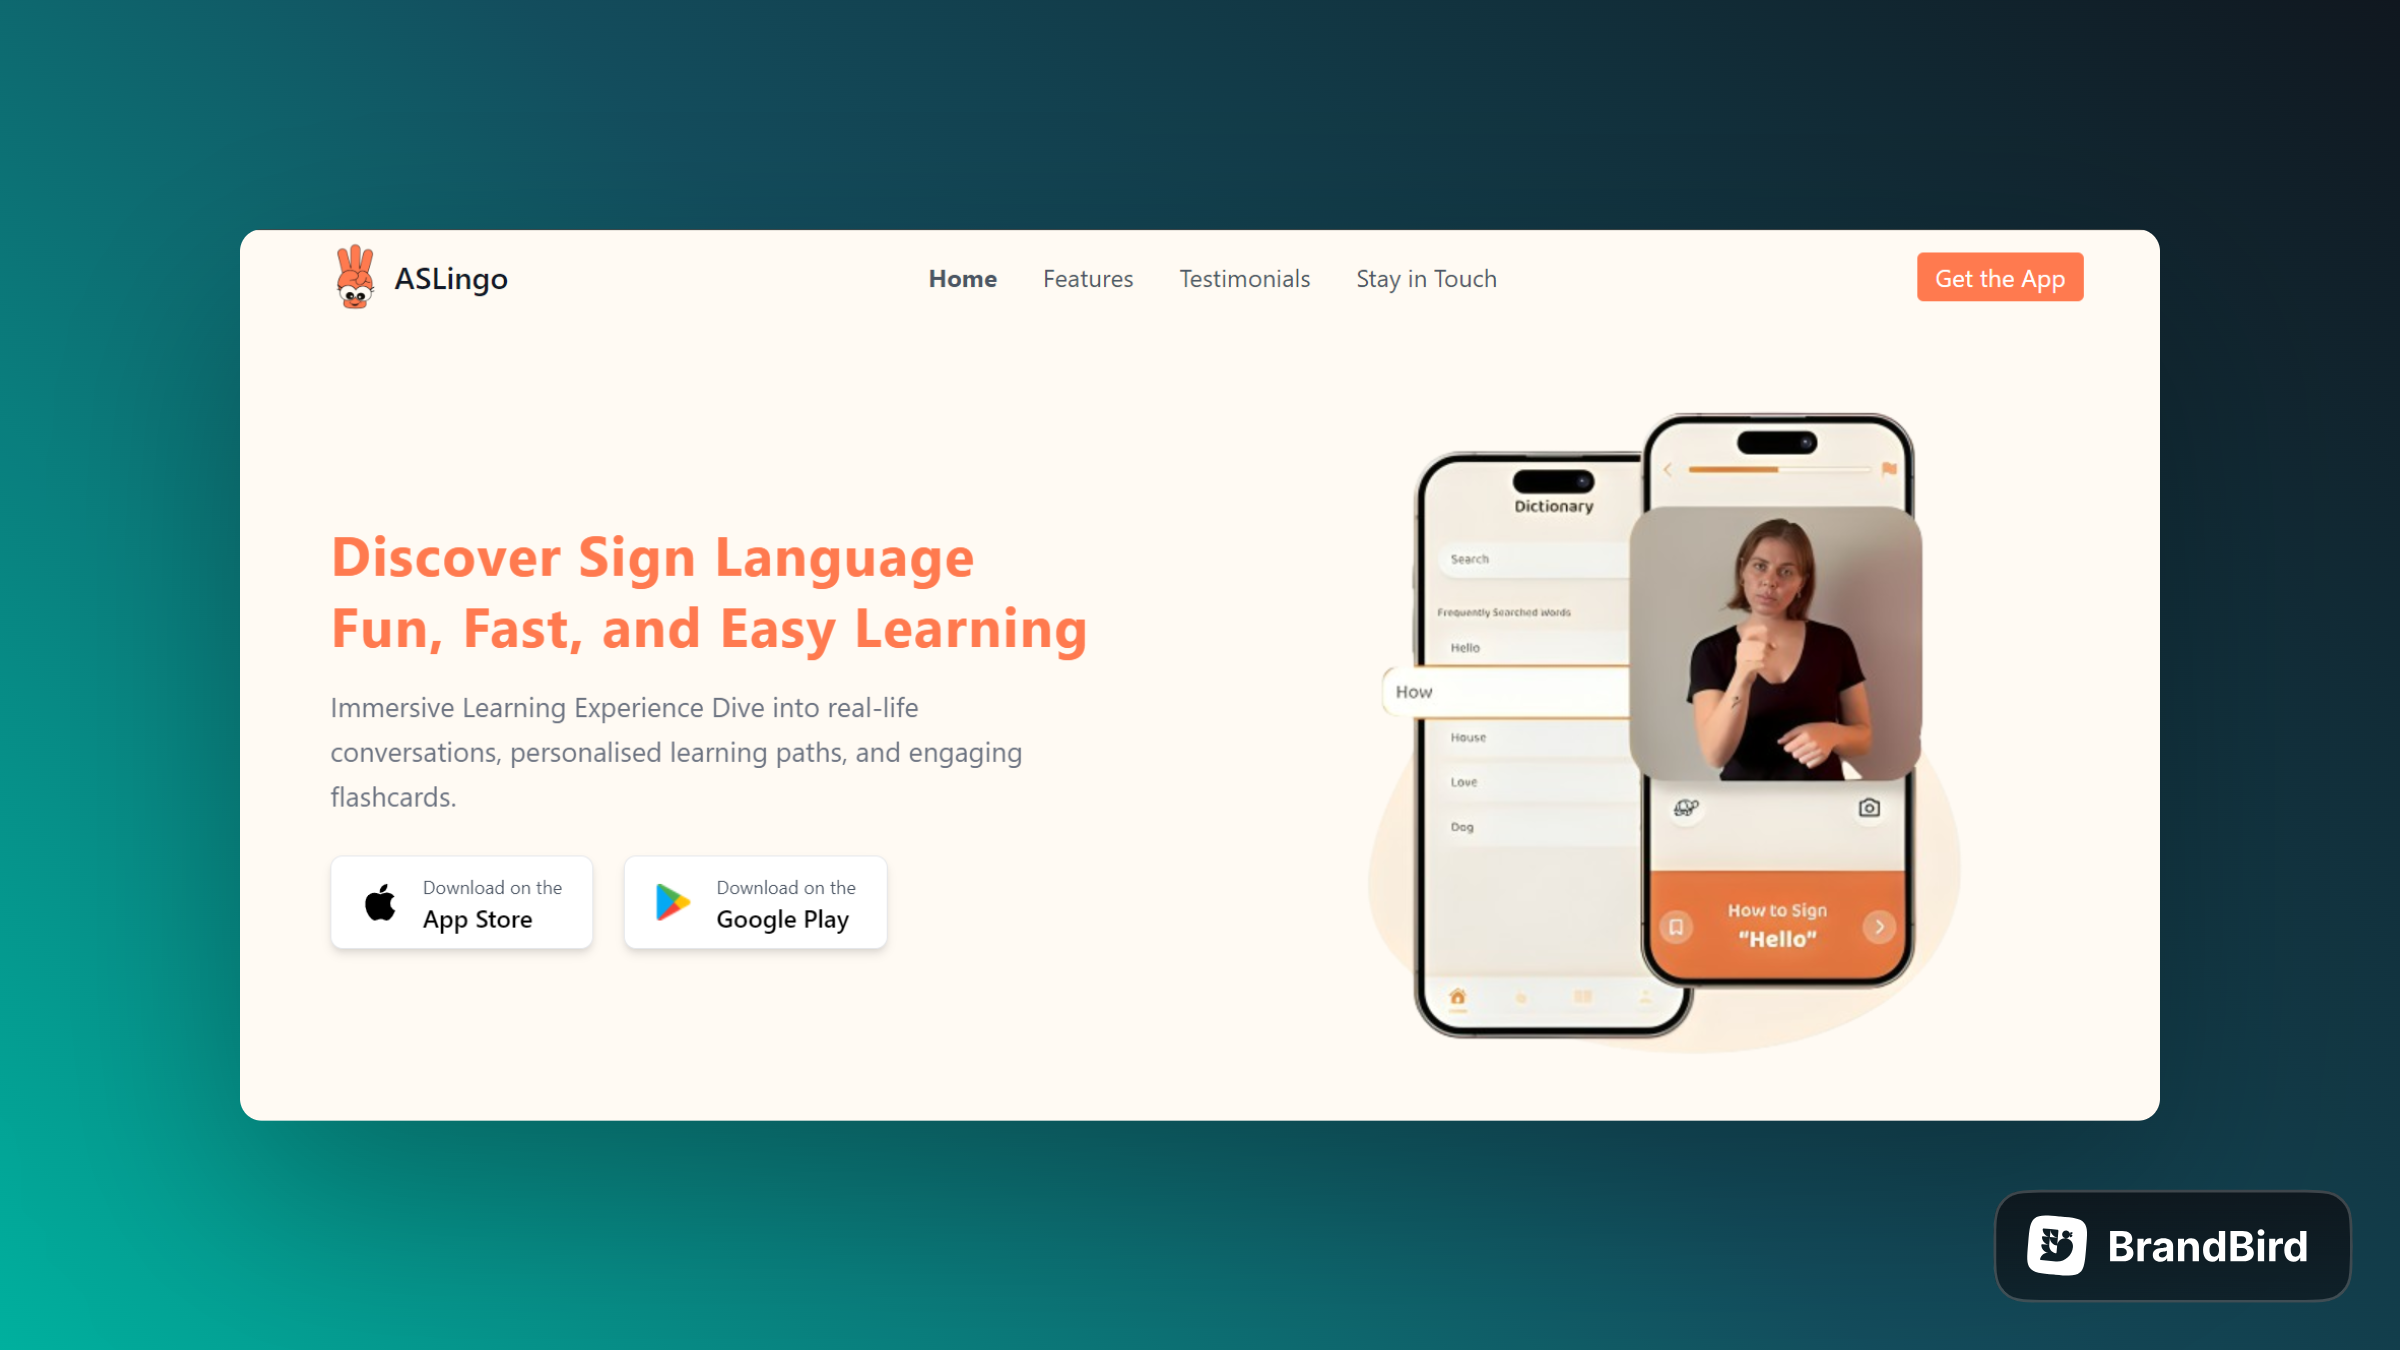 ASLingo
Home
Features
Testimonials
Stay in Touch
Get the App
Discover Sign Language
Fun, Fast, and Easy Learning
Immersive Learning Experience Dive into real-life
conversations, personalised learning paths, and engaging
flashcards.
Download on the
App Store
Download on the
Google Play
Dictionary
Search
Frequently Searched Words
Hello
How
House
Love
Dog
How to Sign
“Hello”
BrandBird